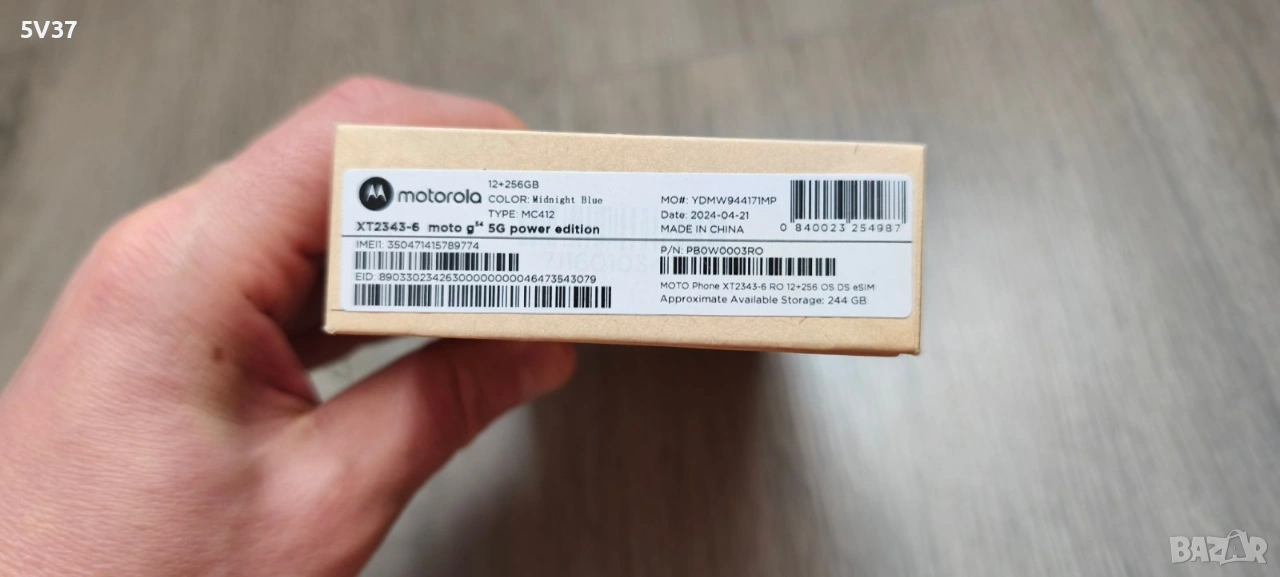 5V37
motorola
12+256GB
COLOR: Midnight Blue
TYPE: MC412
XT2343-6 moto g54 5G power edition
IMEI1: 350471415789774
EID: 89033023426300000000046473543079
MO#: YDMW944171MP
Date: 2024-04-21
MADE IN CHINA
0 840023 254987
P/N: PB0W0003RO
MOTO Phone XT2343-6 RO 12+256 OS DS eSIM
Approximate Available Storage: 244 GB
BAZAR